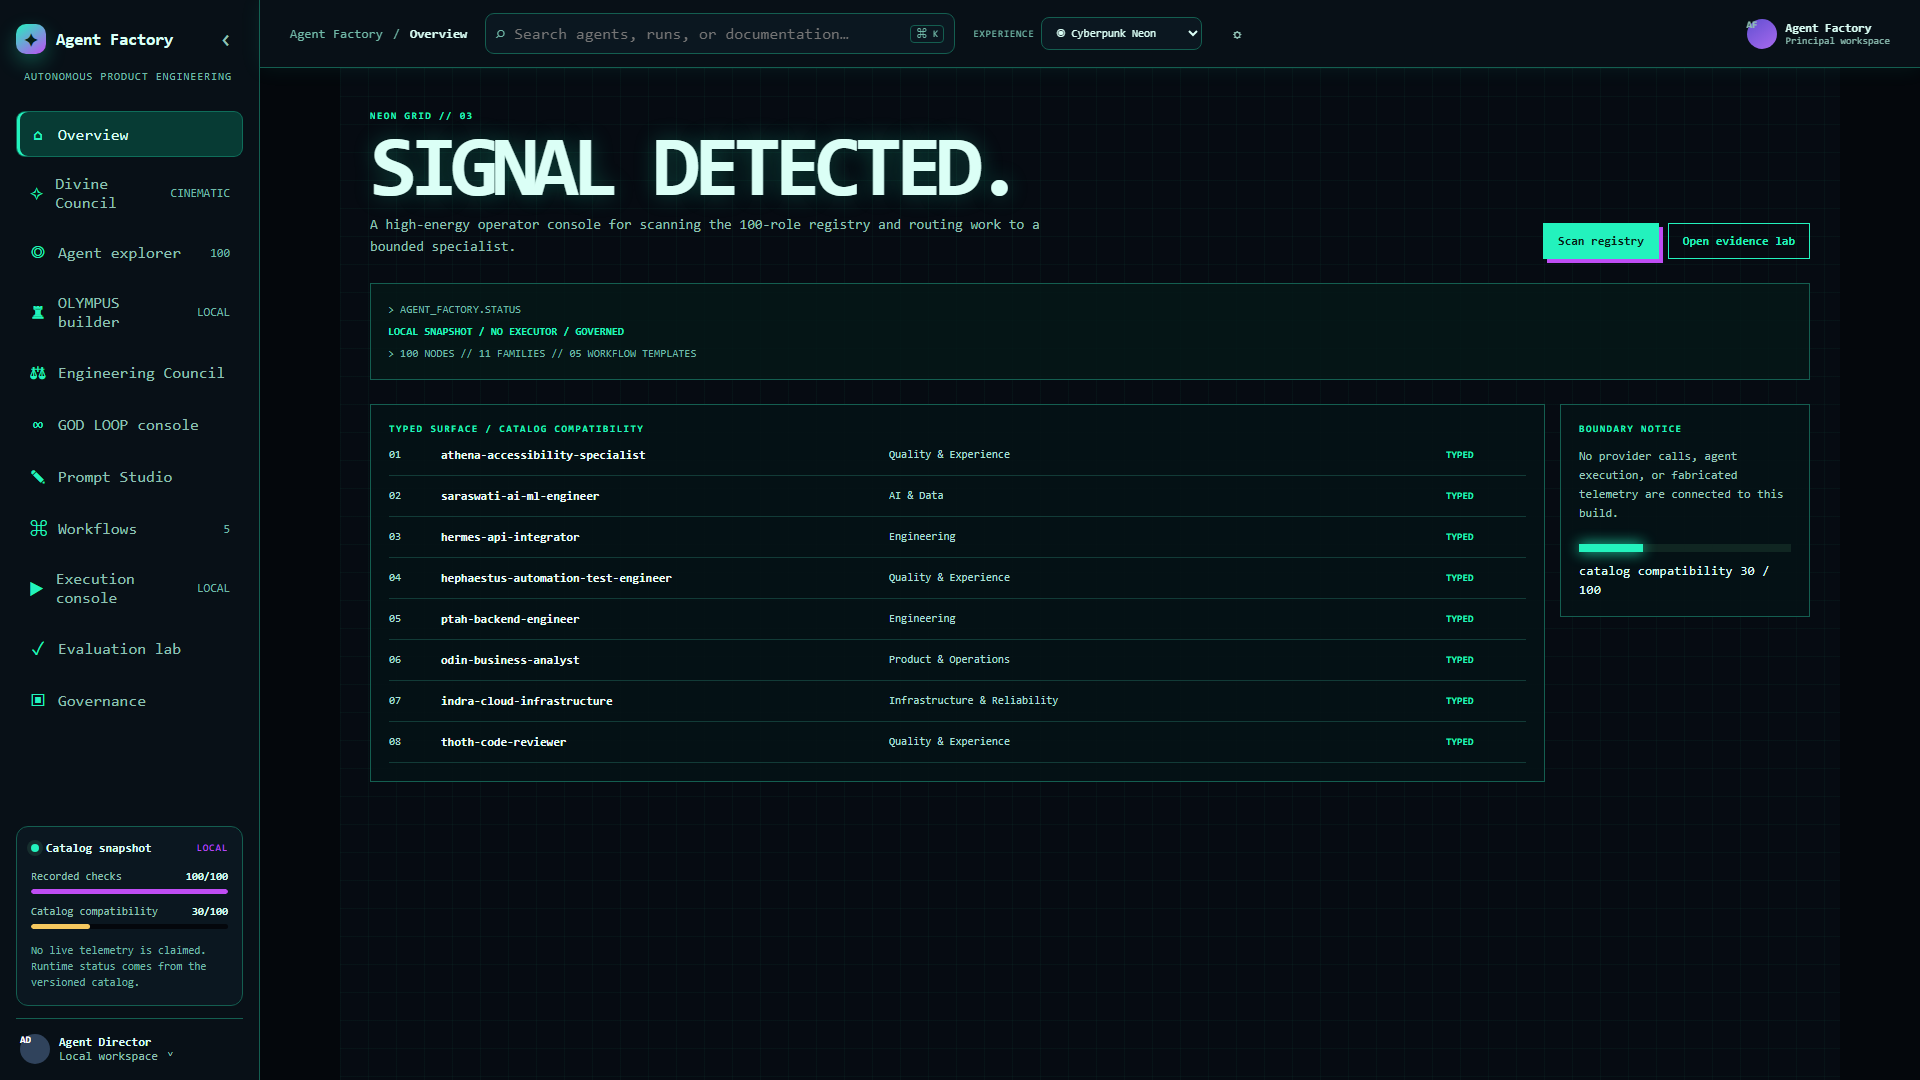 Agent Factory
AUTONOMOUS PRODUCT ENGINEERING
Overview
Divine
Council
CINEMATIC
Agent explorer 100
OLYMPUS
builder
LOCAL
Engineering Council
GOD LOOP console
Prompt Studio
Workflows 5
Execution
console
LOCAL
Evaluation lab
Governance
Catalog snapshot LOCAL
Recorded checks 100/100
Catalog compatibility 30/100
No live telemetry is claimed.
Runtime status comes from the
versioned catalog.
AD
Agent Director
Local workspace
Agent Factory / Overview
Search agents, runs, or documentation…
⌘ K
EXPERIENCE
Cyberpunk Neon
AF
Agent Factory
Principal workspace
NEON GRID // 03
SIGNAL DETECTED.
A high-energy operator console for scanning the 100-role registry and routing work to a
bounded specialist.
Scan registry
Open evidence lab
> AGENT_FACTORY.STATUS
LOCAL SNAPSHOT / NO EXECUTOR / GOVERNED
> 100 NODES // 11 FAMILIES // 05 WORKFLOW TEMPLATES
TYPED SURFACE / CATALOG COMPATIBILITY
01 athena-accessibility-specialist Quality & Experience TYPED
02 saraswati-ai-ml-engineer AI & Data TYPED
03 hermes-api-integrator Engineering TYPED
04 hephaestus-automation-test-engineer Quality & Experience TYPED
05 ptah-backend-engineer Engineering TYPED
06 odin-business-analyst Product & Operations TYPED
07 indra-cloud-infrastructure Infrastructure & Reliability TYPED
08 thoth-code-reviewer Quality & Experience TYPED
BOUNDARY NOTICE
No provider calls, agent
execution, or fabricated
telemetry are connected to this
build.
catalog compatibility 30 /
100